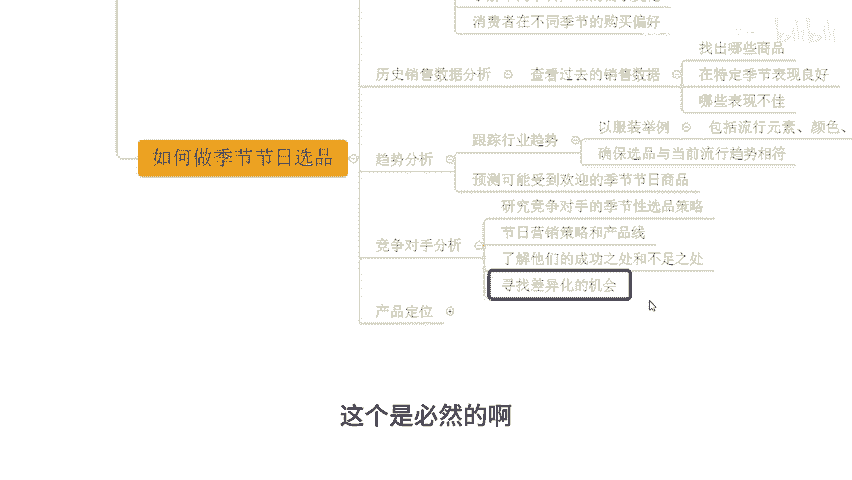 消费者在不同季节的购买偏好
找出哪些商品
历史销售数据分析 查看过去的销售数据 在特定季节表现良好
哪些表现不佳
以服装举例 包括流行元素、颜色、
跟踪行业趋势
确保选品与当前流行趋势相符
如何做季节节日选品 趋势分析
预测可能受到欢迎的季节节日商品
研究竞争对手的季节性选品策略
节日营销策略和产品线
竞争对手分析
了解他们的成功之处和不足之处
寻找差异化的机会
产品定位
这个是必然的啊